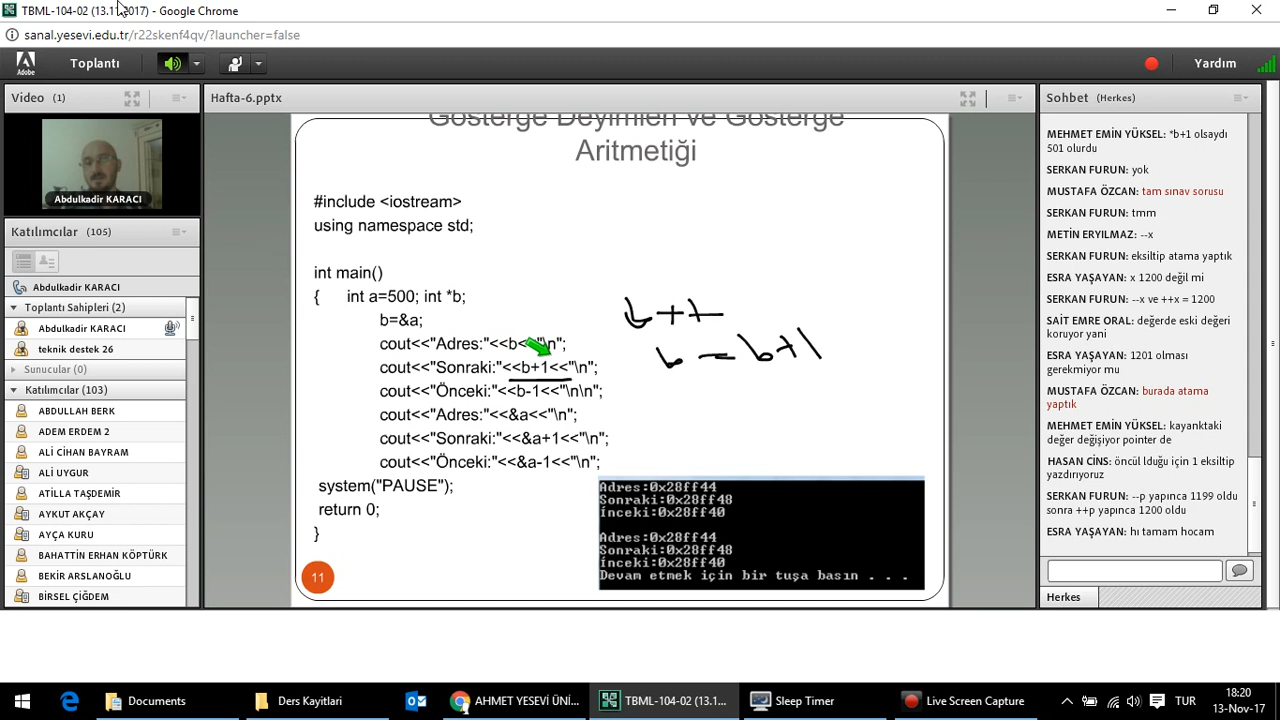 TBML-104-02 (13.11.2017) - Google Chrome
sanal.yesevi.edu.tr/r22skenf4qv/?launcher=false
Adobe
Toplantı
Yardım
Video (1)
Abdulkadir KARACI
Katılımcılar (105)
Abdulkadir KARACI
Toplantı Sahipleri (2)
Abdulkadir KARACI
teknik destek 26
Sunucular (0)
Katılımcılar (103)
ABDULLAH BERK
ADEM ERDEM 2
ALİ CİHAN BAYRAM
ALİ UYGUR
ATİLLA TAŞDEMİR
AYKUT AKÇAY
AYÇA KURU
BAHATTİN ERHAN KÖPTÜRK
BEKİR ARSLANOĞLU
BİRSEL ÇİĞDEM
Hafta-6.pptx
Gösterge Deyimleri ve Gösterge
Aritmetiği
#include <iostream>
using namespace std;
int main()
{ int a=500; int *b;
b=&a;
cout<<"Adres:"<<b<<"\n";
cout<<"Sonraki:"<<b+1<<"\n";
cout<<"Önceki:"<<b-1<<"\n\n";
cout<<"Adres:"<<&a<<"\n";
cout<<"Sonraki:"<<&a+1<<"\n";
cout<<"Önceki:"<<&a-1<<"\n";
system("PAUSE");
return 0;
}
11
b++
b = b+1
Adres:0x28ff44
Sonraki:0x28ff48
İnceki:0x28ff40
Adres:0x28ff44
Sonraki:0x28ff48
İnceki:0x28ff40
Devam etmek için bir tuşa basın . . .
Sohbet (Herkes)
MEHMET EMİN YÜKSEL: *b+1 olsaydı
501 olurdu
SERKAN FURUN: yok
MUSTAFA ÖZCAN: tam sınav sorusu
SERKAN FURUN: tmm
METİN ERYILMAZ: --x
SERKAN FURUN: eksiltip atama yaptık
ESRA YAŞAYAN: x 1200 değil mi
SERKAN FURUN: --x ve ++x = 1200
SAIT EMRE ORAL: değerde eski değeri
koruyor yani
ESRA YAŞAYAN: 1201 olması
gerekmiyor mu
MUSTAFA ÖZCAN: burada atama
yaptık
MEHMET EMİN YÜKSEL: kayanktaki
değer değişiyor pointer de
HASAN CİNS: öncül lduğu için 1 eksiltip
yazdırıyoruz
SERKAN FURUN: --p yapınca 1199 oldu
sonra ++p yapınca 1200 oldu
ESRA YAŞAYAN: hı tamam hocam
Herkes
Documents
Ders Kayitlari
AHMET YESEVİ ÜNİ...
TBML-104-02 (13.1...
Sleep Timer
Live Screen Capture
TUR
18:20
13-Nov-17